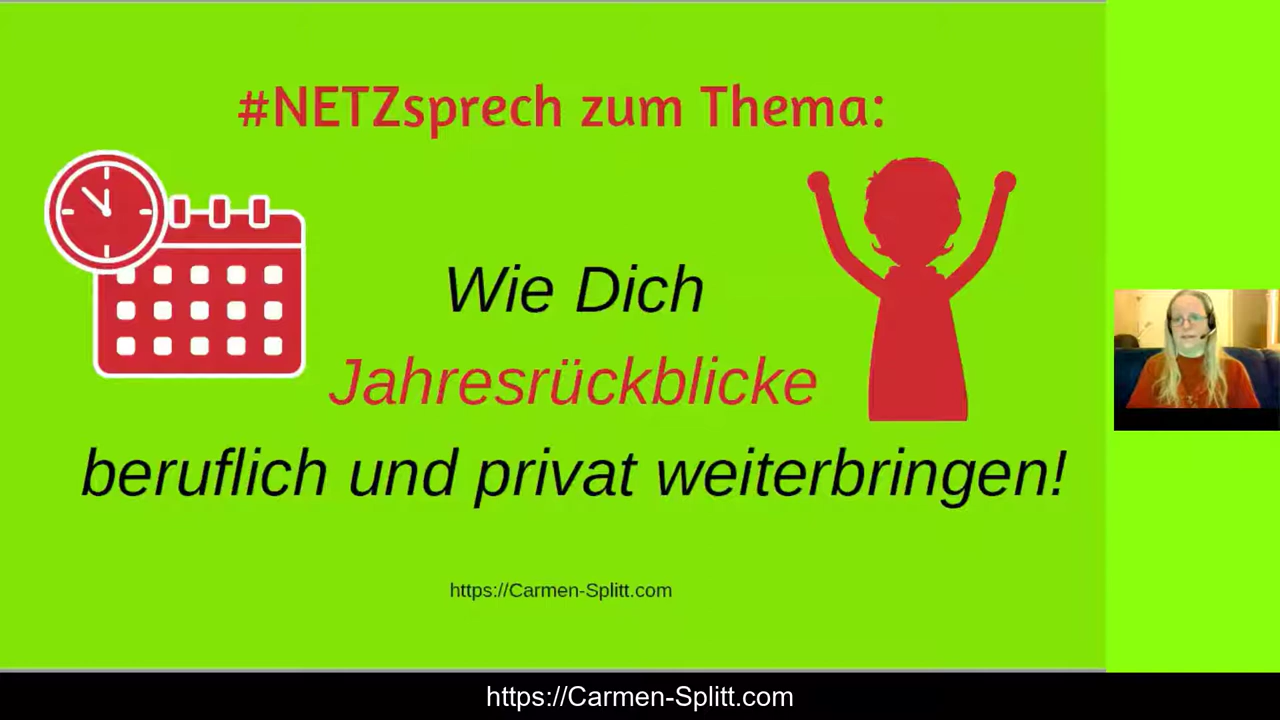 #NETZsprech zum Thema:
Wie Dich
Jahresrückblicke
beruflich und privat weiterbringen!
https://Carmen-Splitt.com
https://Carmen-Splitt.com